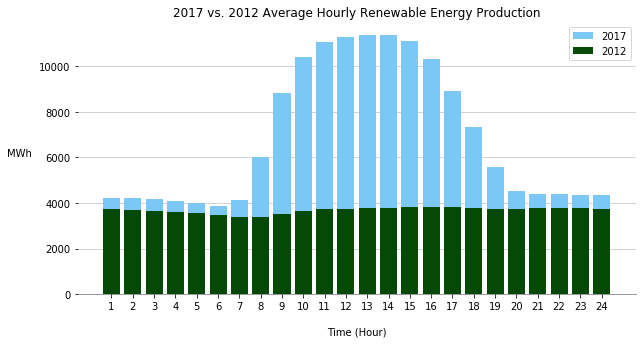 2017 vs. 2012 Average Hourly Renewable Energy Production
2017
2012
10000
8000
6000
MWh
4000
2000
0
1 2 3 4 5 6 7 8 9 10 11 12 13 14 15 16 17 18 19 20 21 22 23 24
Time (Hour)